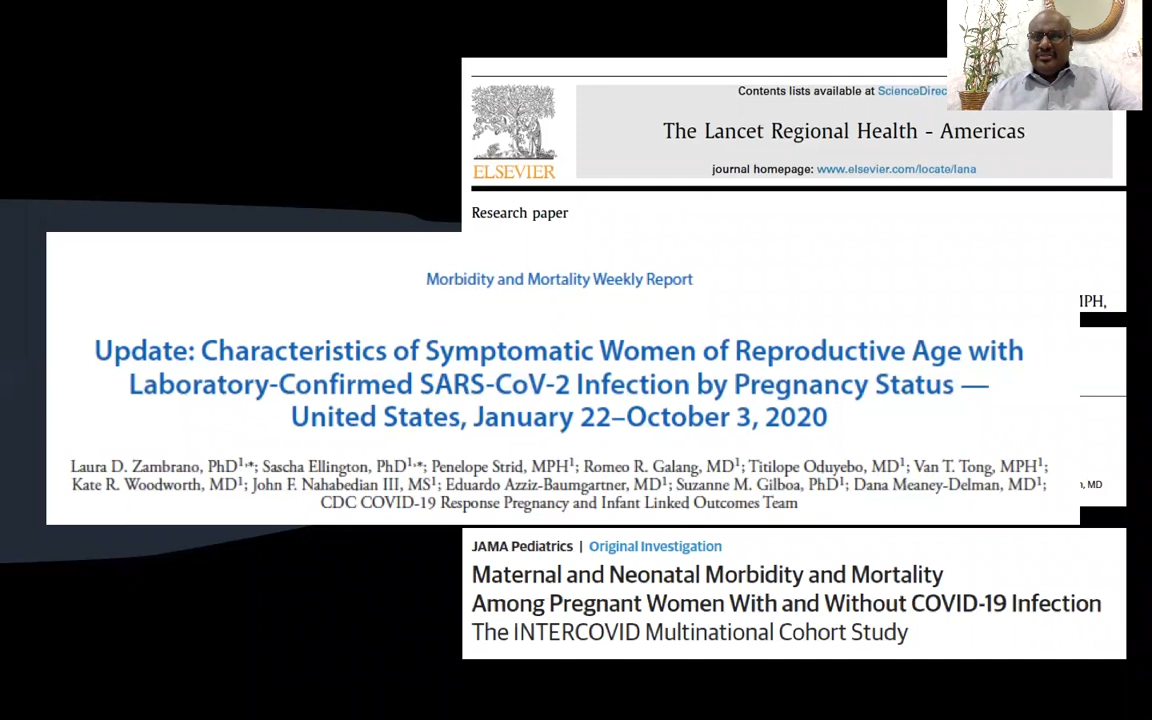 Contents lists available at ScienceDirec
The Lancet Regional Health - Americas
journal homepage: www.elsevier.com/locate/lana
ELSEVIER
Research paper
MPH,
Morbidity and Mortality Weekly Report
Update: Characteristics of Symptomatic Women of Reproductive Age with
Laboratory-Confirmed SARS-CoV-2 Infection by Pregnancy Status —
United States, January 22–October 3, 2020
Laura D. Zambrano, PhD1,*; Sascha Ellington, PhD1,*; Penelope Strid, MPH1; Romeo R. Galang, MD1; Titilope Oduyebo, MD1; Van T. Tong, MPH1;
Kate R. Woodworth, MD1; John F. Nahabedian III, MS1; Eduardo Azziz-Baumgartner, MD1; Suzanne M. Gilboa, PhD1; Dana Meaney-Delman, MD1;
CDC COVID-19 Response Pregnancy and Infant Linked Outcomes Team
, MD
JAMA Pediatrics | Original Investigation
Maternal and Neonatal Morbidity and Mortality
Among Pregnant Women With and Without COVID-19 Infection
The INTERCOVID Multinational Cohort Study